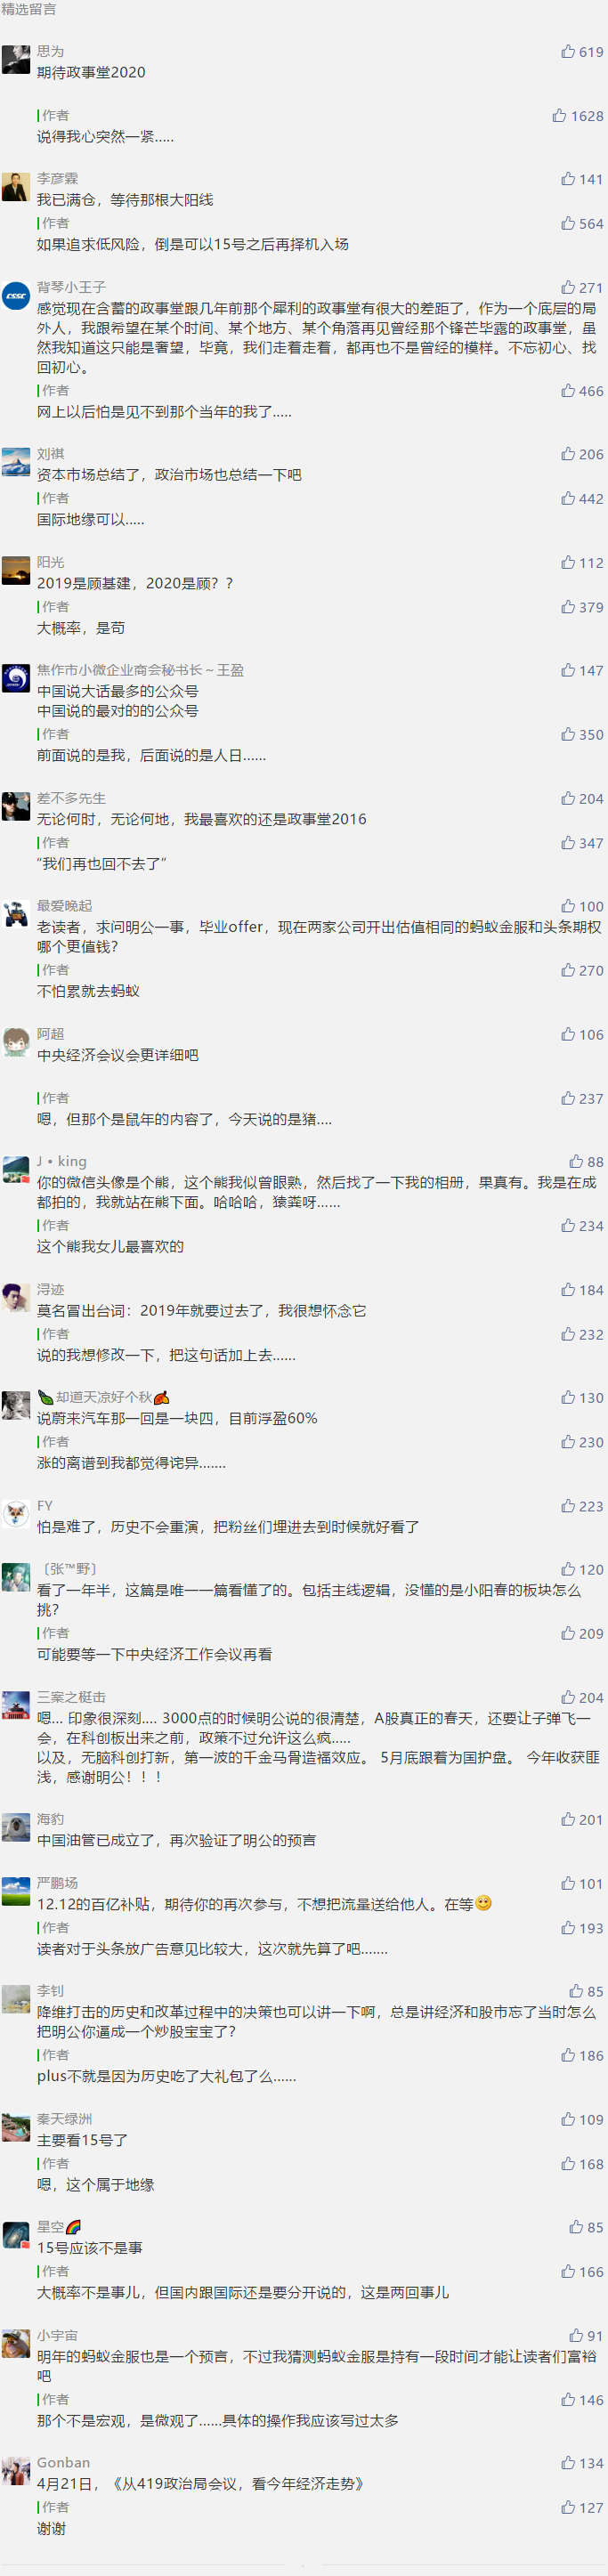 精选留言
思为 619
期待政事堂2020
作者 1628
说得我心突然一紧.....
李彦霖 141
我已满仓，等待那根大阳线
作者 564
如果追求低风险，倒是可以15号之后再择机入场
背琴小王子 271
感觉现在含蓄的政事堂跟几年前那个犀利的政事堂有很大的差距了，作为一个底层的局
外人，我跟希望在某个时间、某个地方、某个角落再见曾经那个锋芒毕露的政事堂，虽
然我知道这只能是奢望，毕竟，我们走着走着，都再也不是曾经的模样。不忘初心、找
回初心。
作者 466
网上以后怕是见不到那个当年的我了.....
刘祺 206
资本市场总结了，政治市场也总结一下吧
作者 442
国际地缘可以.....
阳光 112
2019是顾基建，2020是顾？？
作者 379
大概率，是苟
焦作市小微企业商会秘书长～王盈 147
中国说大话最多的公众号
中国说的最对的的公众号
作者 350
前面说的是我，后面说的是人日......
差不多先生 204
无论何时，无论何地，我最喜欢的还是政事堂2016
作者 347
“我们再也回不去了”
最爱晚起 100
老读者，求问明公一事，毕业offer，现在两家公司开出估值相同的蚂蚁金服和头条期权
哪个更值钱？
作者 270
不怕累就去蚂蚁
阿超 106
中央经济会议会更详细吧
作者 237
嗯，但那个是鼠年的内容了，今天说的是猪....
J • king 88
你的微信头像是个熊，这个熊我似曾眼熟，然后找了一下我的相册，果真有。我是在成
都拍的，我就站在熊下面。哈哈哈，猿粪呀......
作者 234
这个熊我女儿最喜欢的
浔迹 184
莫名冒出台词：2019年就要过去了，我很想怀念它
作者 232
说的我想修改一下，把这句话加上去......
却道天凉好个秋 130
说蔚来汽车那一回是一块四，目前浮盈60%
作者 230
涨的离谱到我都觉得诧异.......
FY 223
怕是难了，历史不会重演，把粉丝们埋进去到时候就好看了
〔张™野〕 120
看了一年半，这篇是唯一一篇看懂了的。包括主线逻辑，没懂的是小阳春的板块怎么
挑？
作者 209
可能要等一下中央经济工作会议再看
三案之梃击 204
嗯... 印象很深刻.... 3000点的时候明公说的很清楚，A股真正的春天，还要让子弹飞一
会，在科创板出来之前，政策不过允许这么疯.....
以及，无脑科创打新，第一波的千金马骨造福效应。 5月底跟着为国护盘。 今年收获匪
浅，感谢明公！！！
海豹 201
中国油管已成立了，再次验证了明公的预言
严鹏场 101
12.12的百亿补贴，期待你的再次参与，不想把流量送给他人。在等
作者 193
读者对于头条放广告意见比较大，这次就先算了吧.......
李钊 85
降维打击的历史和改革过程中的决策也可以讲一下啊，总是讲经济和股市忘了当时怎么
把明公你逼成一个炒股宝宝了？
作者 186
plus不就是因为历史吃了大礼包了么......
秦天绿洲 109
主要看15号了
作者 168
嗯，这个属于地缘
星空 85
15号应该不是事
作者 166
大概率不是事儿，但国内跟国际还是要分开说的，这是两回事儿
小宇宙 91
明年的蚂蚁金服也是一个预言，不过我猜测蚂蚁金服是持有一段时间才能让读者们富裕
吧
作者 146
那个不是宏观，是微观了......具体的操作我应该写过太多
Gonban 134
4月21日，《从419政治局会议，看今年经济走势》
作者 127
谢谢